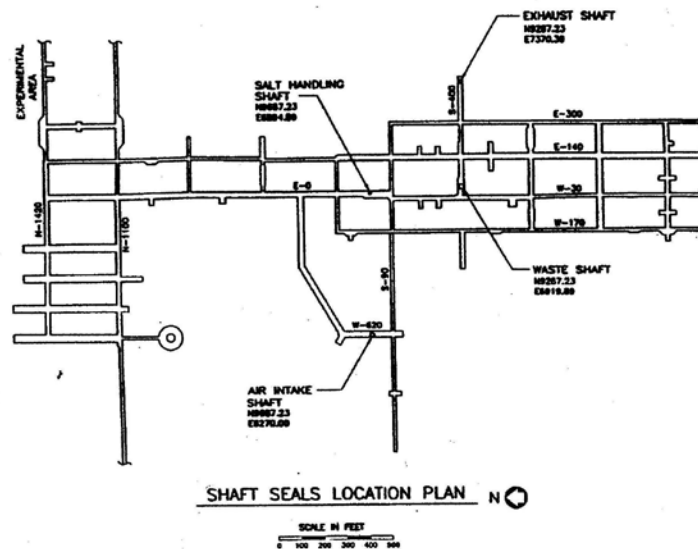 EXHAUST SHAFT
N9267.23
E7370.30
EXPERIMENTAL
AREA
SALT HANDLING
SHAFT
S-400
E-300
E-140
E-0
W-30
N-1420
N-1100
W-170
S-90
WASTE SHAFT
N9267.23
W-620
AIR INTAKE
SHAFT
SHAFT SEALS LOCATION PLAN
N
SCALE IN FEET
0 100 200 300 400 500